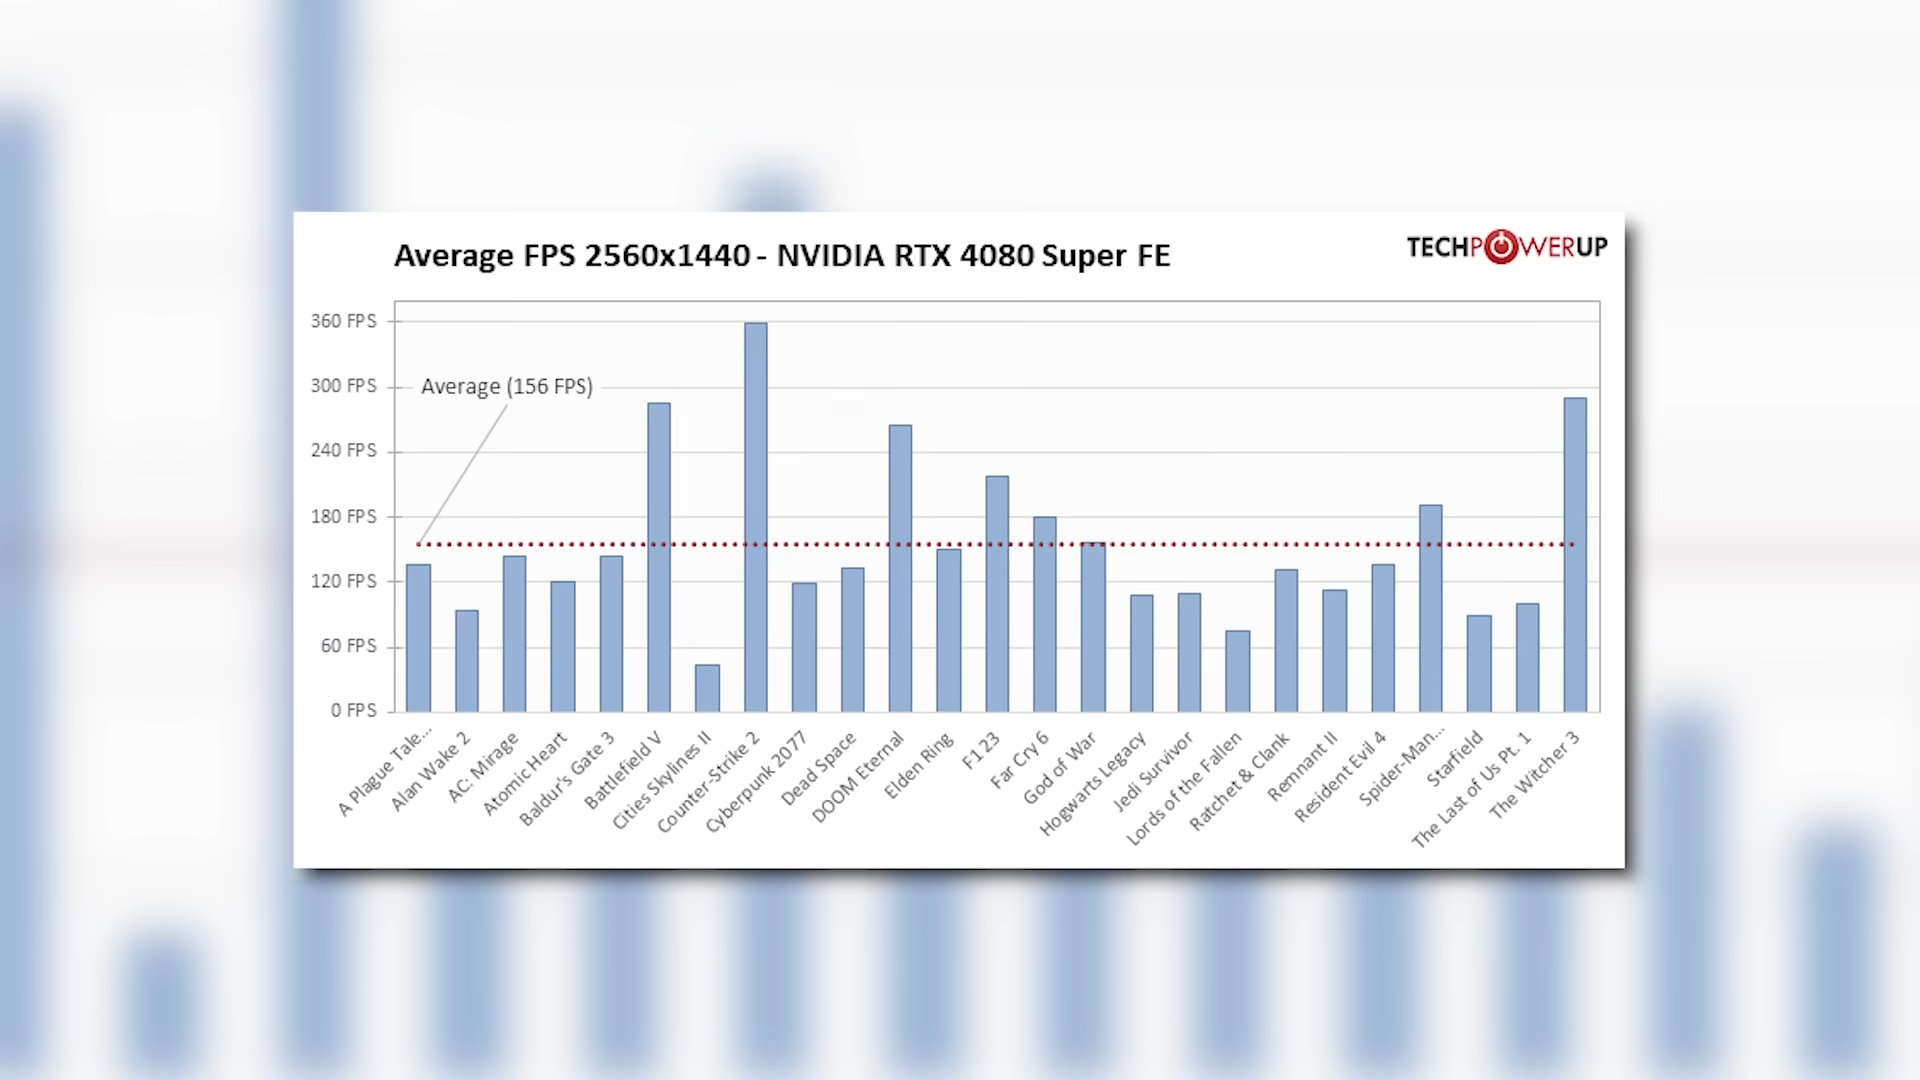 Average FPS 2560x1440 - NVIDIA RTX 4080 Super FE
TECHPOWERUP
360 FPS
300 FPS
240 FPS
180 FPS
120 FPS
60 FPS
0 FPS
Average (156 FPS)
A Plague Tale...
Alan Wake 2
AC: Mirage
Atomic Heart
Baldur's Gate 3
Battlefield V
Cities Skylines II
Counter-Strike 2
Cyberpunk 2077
Dead Space
DOOM Eternal
Elden Ring
F1 23
Far Cry 6
God of War
Hogwarts Legacy
Jedi Survivor
Lords of the Fallen
Ratchet & Clank
Remnant II
Resident Evil 4
Spider-Man...
Starfield
The Last of Us Pt. 1
The Witcher 3